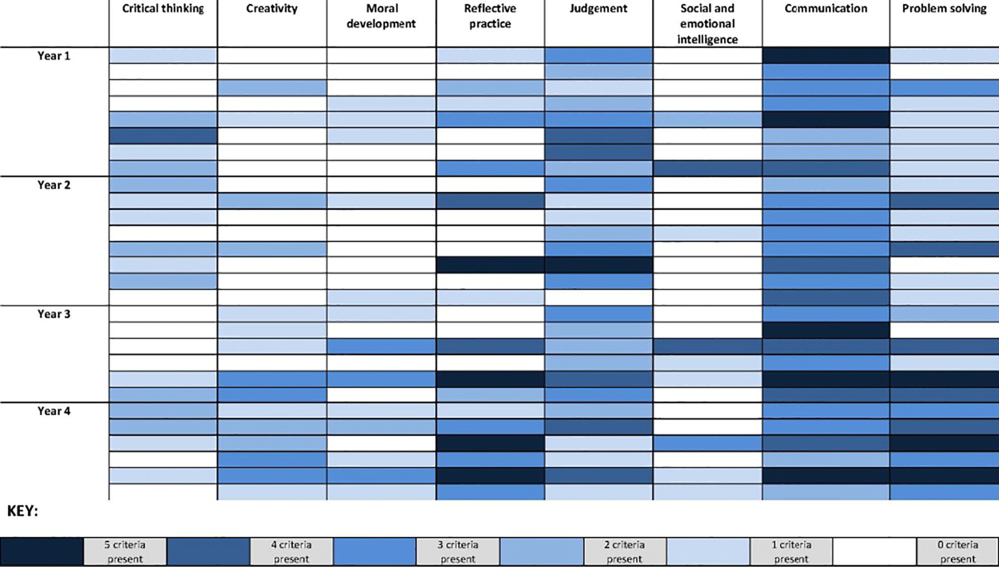 Critical thinking
Creativity
Moral
development
Reflective
practice
Judgement
Social and
emotional
intelligence
Communication
Problem solving
Year 1
Year 2
Year 3
Year 4
KEY:
5 criteria
present
4 criteria
present
3 criteria
present
2 criteria
present
1 criteria
present
0 criteria
present